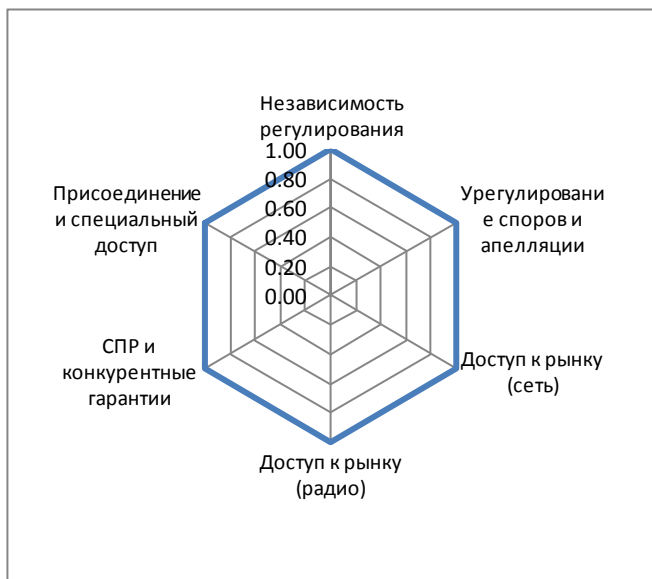 Независимость
регулирования
1.00
0.80
0.60
0.40
0.20
0.00
Урегулировани
е споров и
апелляции
Доступ к рынку
(сеть)
Доступ к рынку
(радио)
СПР и
конкурентные
гарантии
Присоединение
и специальный
доступ